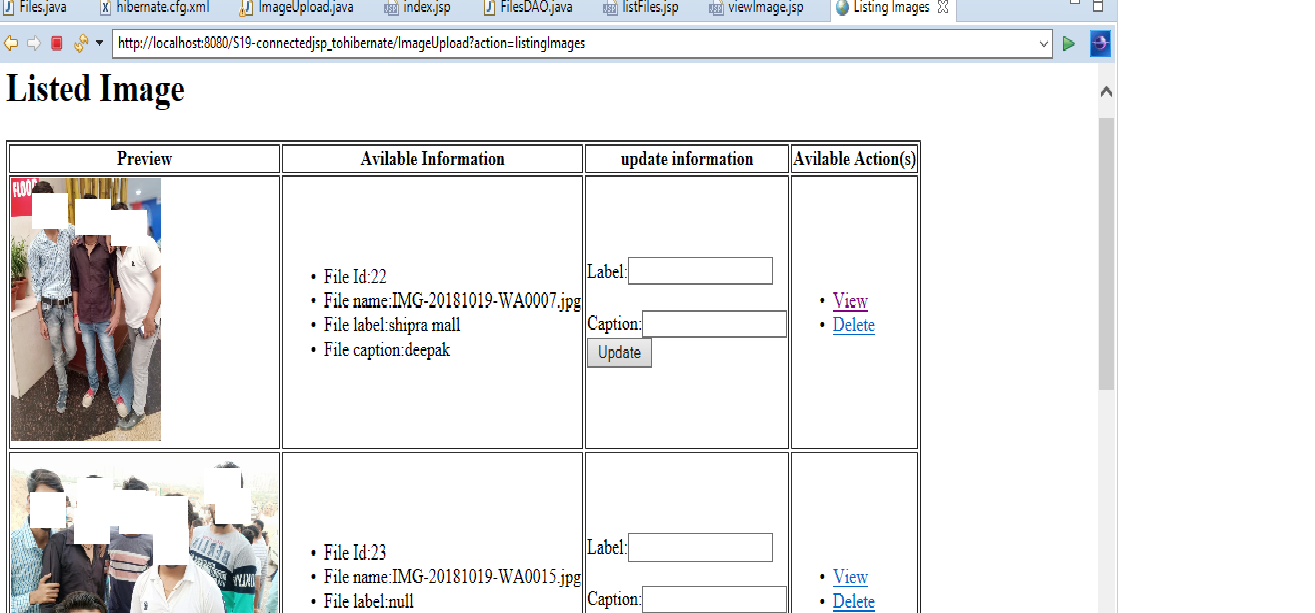 Files.java hibernate.cfg.xml ImageUpload.java index.jsp FilesDAO.java listFiles.jsp viewImage.jsp Listing Images
http://localhost:8080/S19-connectedjsp_tohibernate/ImageUpload?action=listingImages
Listed Image
Preview Avilable Information update information Avilable Action(s)
FLOO
• File Id:22
• File name:IMG-20181019-WA0007.jpg
• File label:shipra mall
• File caption:deepak
Label:
Caption:
Update
• View
• Delete
• File Id:23
• File name:IMG-20181019-WA0015.jpg
• File label:null
Label:
Caption:
• View
• Delete